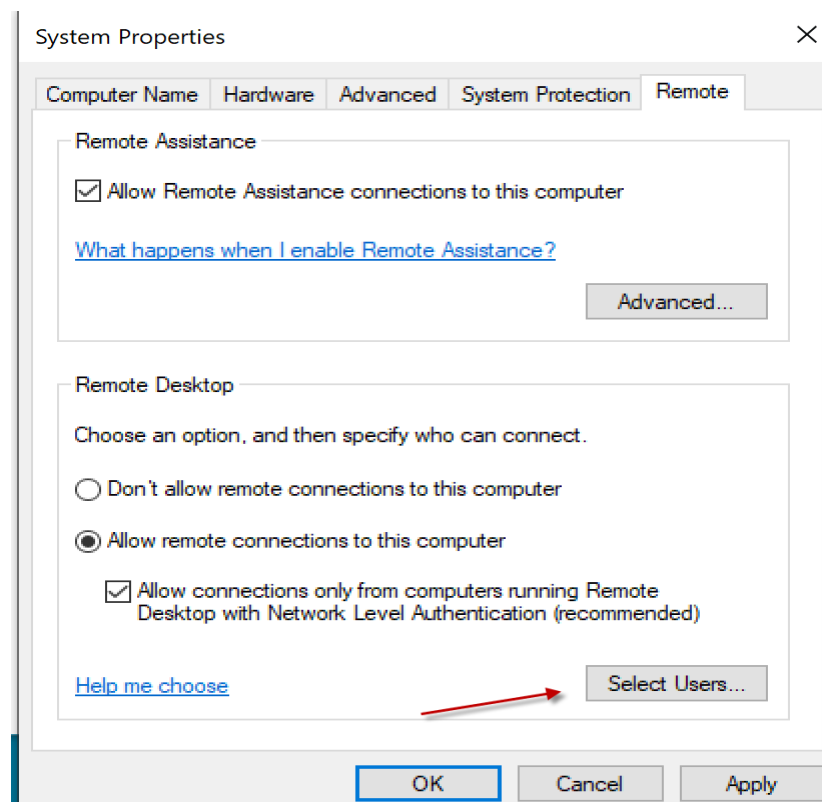 System Properties
Computer Name
Hardware
Advanced
System Protection
Remote
Remote Assistance
Allow Remote Assistance connections to this computer
What happens when I enable Remote Assistance?
Advanced...
Remote Desktop
Choose an option, and then specify who can connect.
Don't allow remote connections to this computer
Allow remote connections to this computer
Allow connections only from computers running Remote
Desktop with Network Level Authentication (recommended)
Help me choose
Select Users...
OK
Cancel
Apply